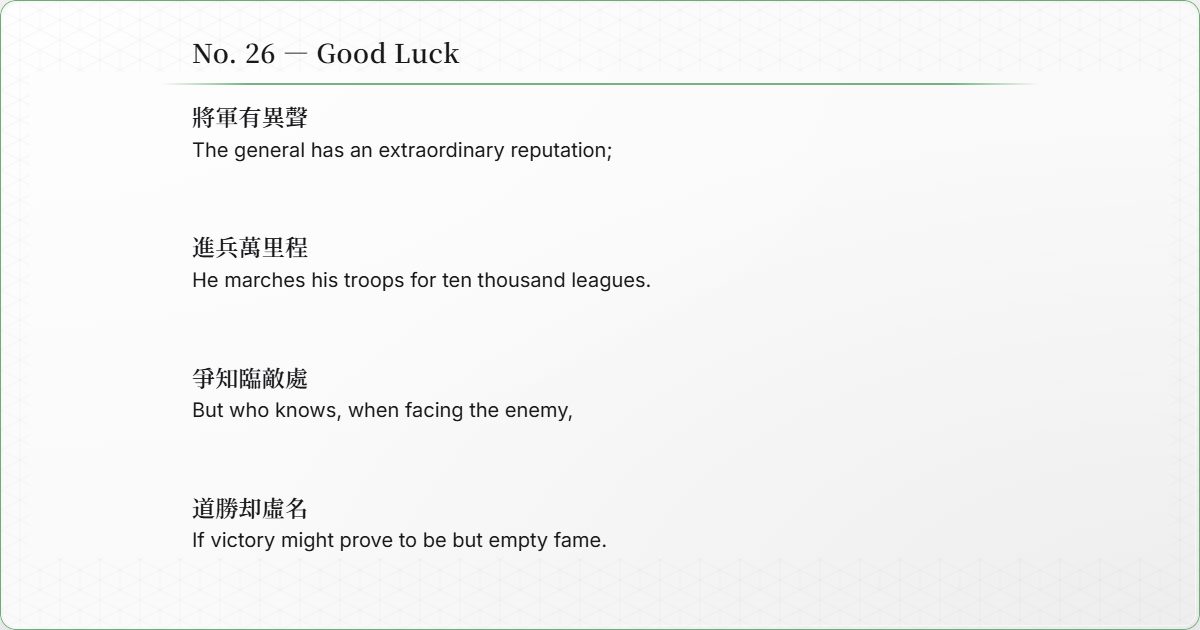 No. 26 — Good Luck
將軍有異聲
The general has an extraordinary reputation;
進兵萬里程
He marches his troops for ten thousand leagues.
爭知臨敵處
But who knows, when facing the enemy,
道勝却虛名
If victory might prove to be but empty fame.